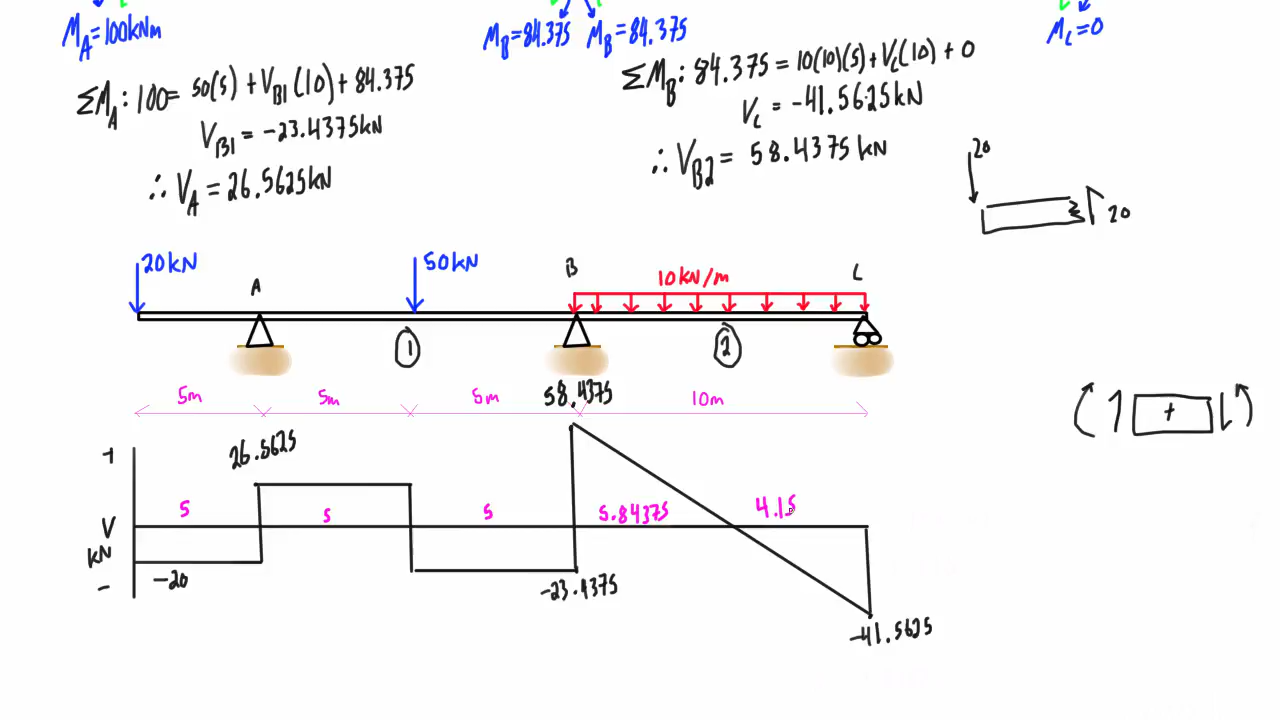 M_A=100kNm
M_B=84.375 M_B=84.375
M_C=0
ΣM_A: 100= 50(5) + V_B1(10) + 84.375
V_B1 = -23.4375kN
∴ V_A = 26.5625kN
ΣM_B: 84.375 = 10(10)(5) + V_C(10) + 0
V_C = -41.5625kN
∴ V_B2 = 58.4375 kN
20
20
20kN
A
50kN
B
10kN/m
C
1
2
5m
5m
5m
10m
58.4375
+
26.5625
+
V
kN
-
5
5
5
5.84375
4.15
-20
-23.4375
-41.5625